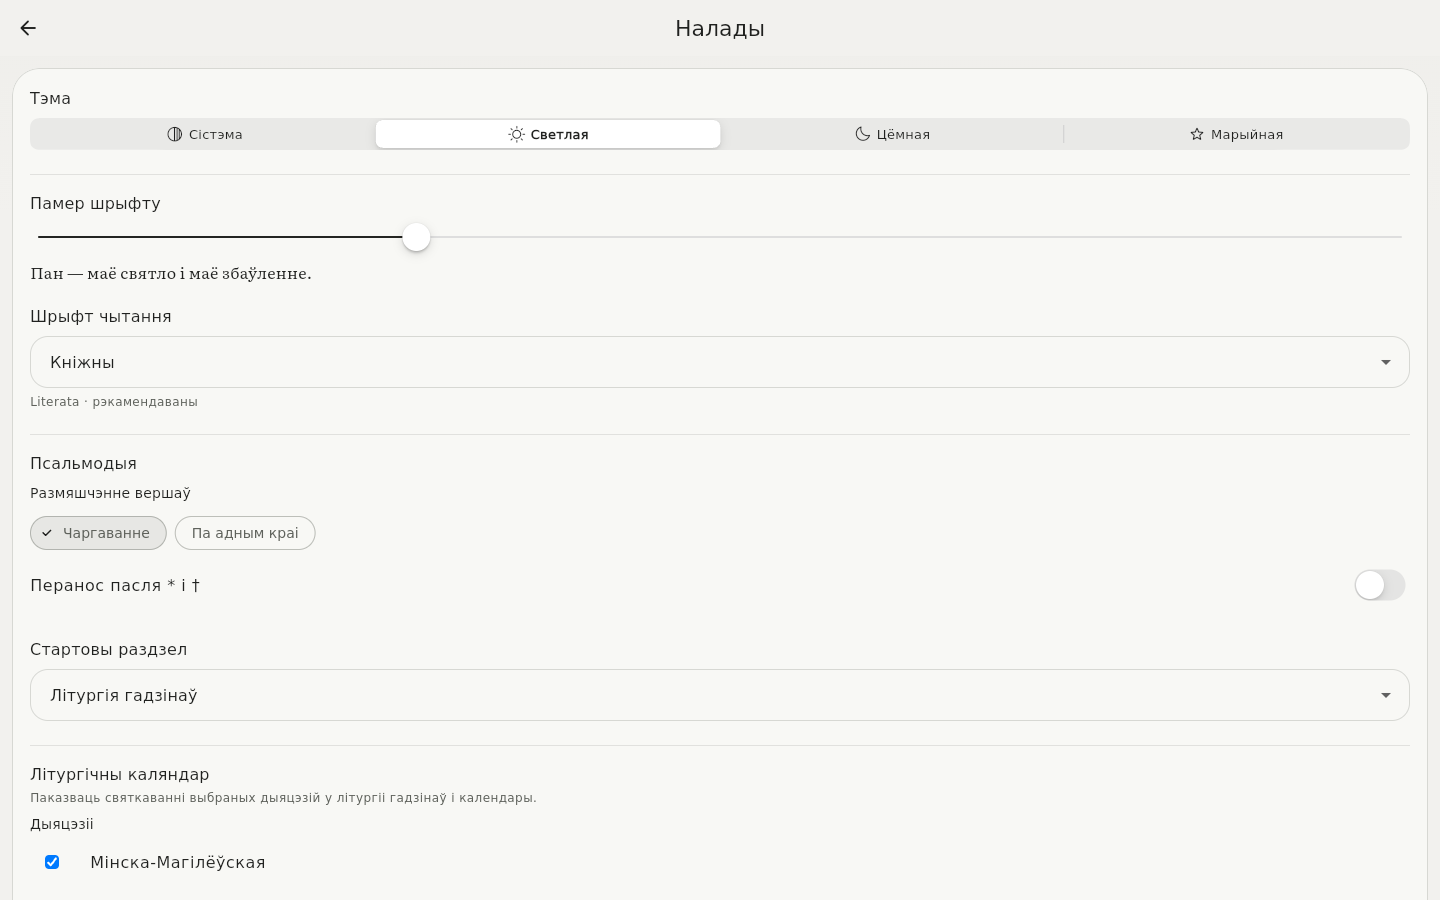 Налады
Тэма
Сістэма
Светлая
Цёмная
Марыйная
Памер шрыфту
Пан — маё святло і маё збаўленне.
Шрыфт чытання
Кніжны
Literata · рэкамендаваны
Псальмодыя
Размяшчэнне вершаў
Чаргаванне
Па адным краі
Перанос пасля * і †
Стартовы раздзел
Літургія гадзінаў
Літургічны каляндар
Паказваць святкаванні выбраных дыяцэзій у літургіі гадзінаў і календары.
Дыяцэзіі
Мінска-Магілёўская